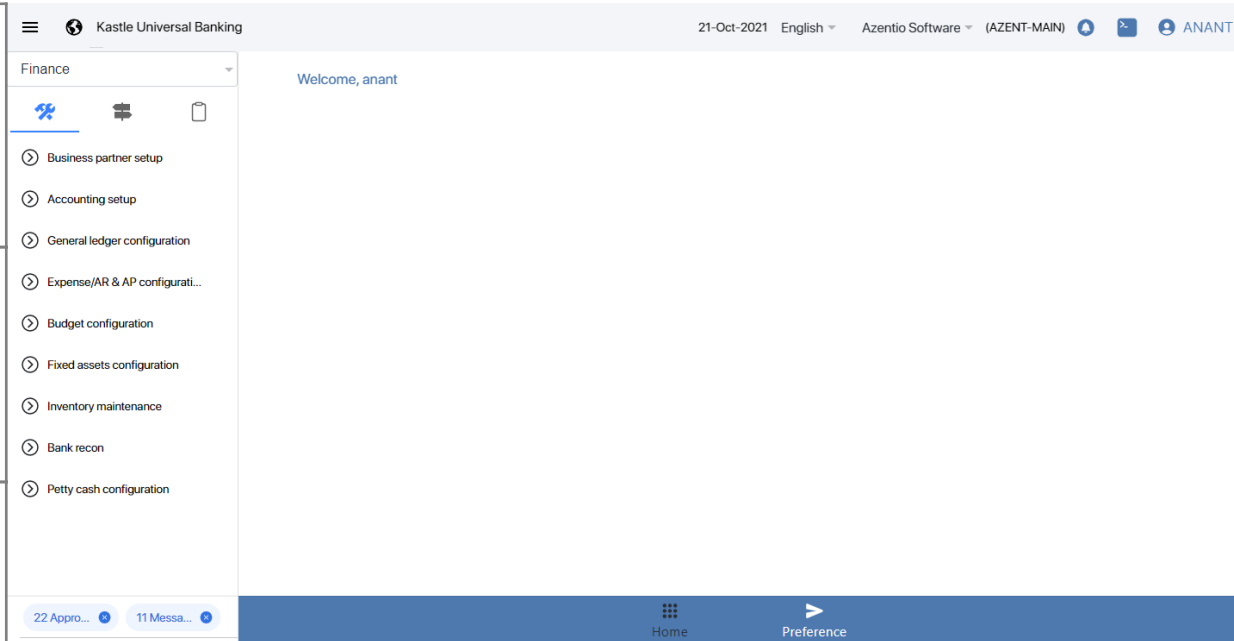 Kastle Universal Banking 21-Oct-2021 English Azentio Software (AZENT-MAIN) ANANT
Finance
Welcome, anant
Business partner setup
Accounting setup
General ledger configuration
Expense/AR & AP configurati...
Budget configuration
Fixed assets configuration
Inventory maintenance
Bank recon
Petty cash configuration
22 Appro... 11 Messa...
Home Preference